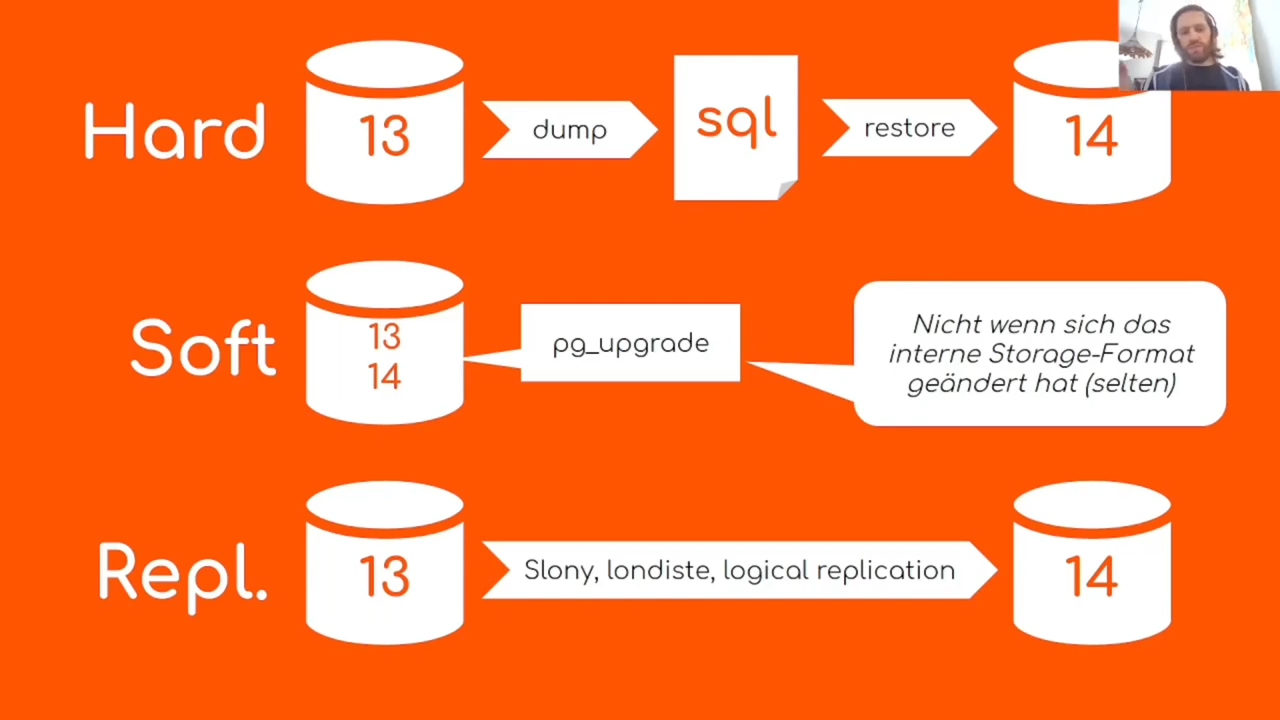 Hard
13
dump
sql
restore
14
Soft
13
14
pg_upgrade
Nicht wenn sich das
interne Storage-Format
geändert hat (selten)
Repl.
13
Slony, londiste, logical replication
14